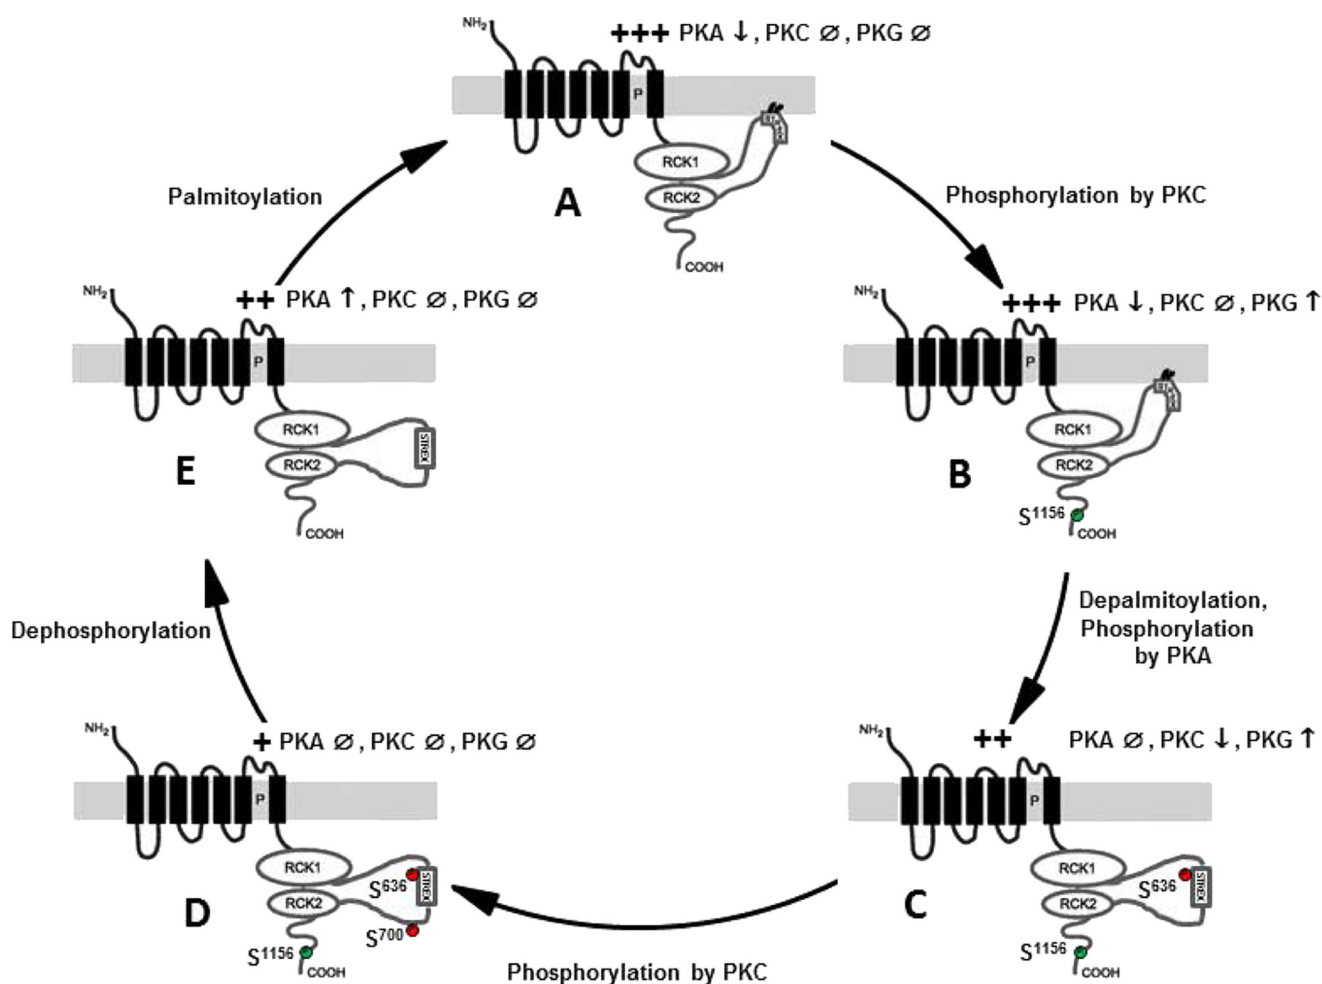 NH2
+++ PKA ↓, PKC ∅, PKG ∅
P
STREX
RCK1
RCK2
A
COOH
Palmitoylation
Phosphorylation by PKC
NH2
++ PKA ↑, PKC ∅, PKG ∅
P
RCK1
STREX
RCK2
E
COOH
NH2
+++ PKA ↓, PKC ∅, PKG ↑
P
STREX
RCK1
RCK2
B
S1156
COOH
Dephosphorylation
Depalmitoylation,
Phosphorylation
by PKA
NH2
+ PKA ∅, PKC ∅, PKG ∅
P
RCK1
S636
STREX
RCK2
D
S700
S1156
COOH
NH2
++ PKA ∅, PKC ↓, PKG ↑
P
RCK1
S636
STREX
RCK2
C
S1156
COOH
Phosphorylation by PKC